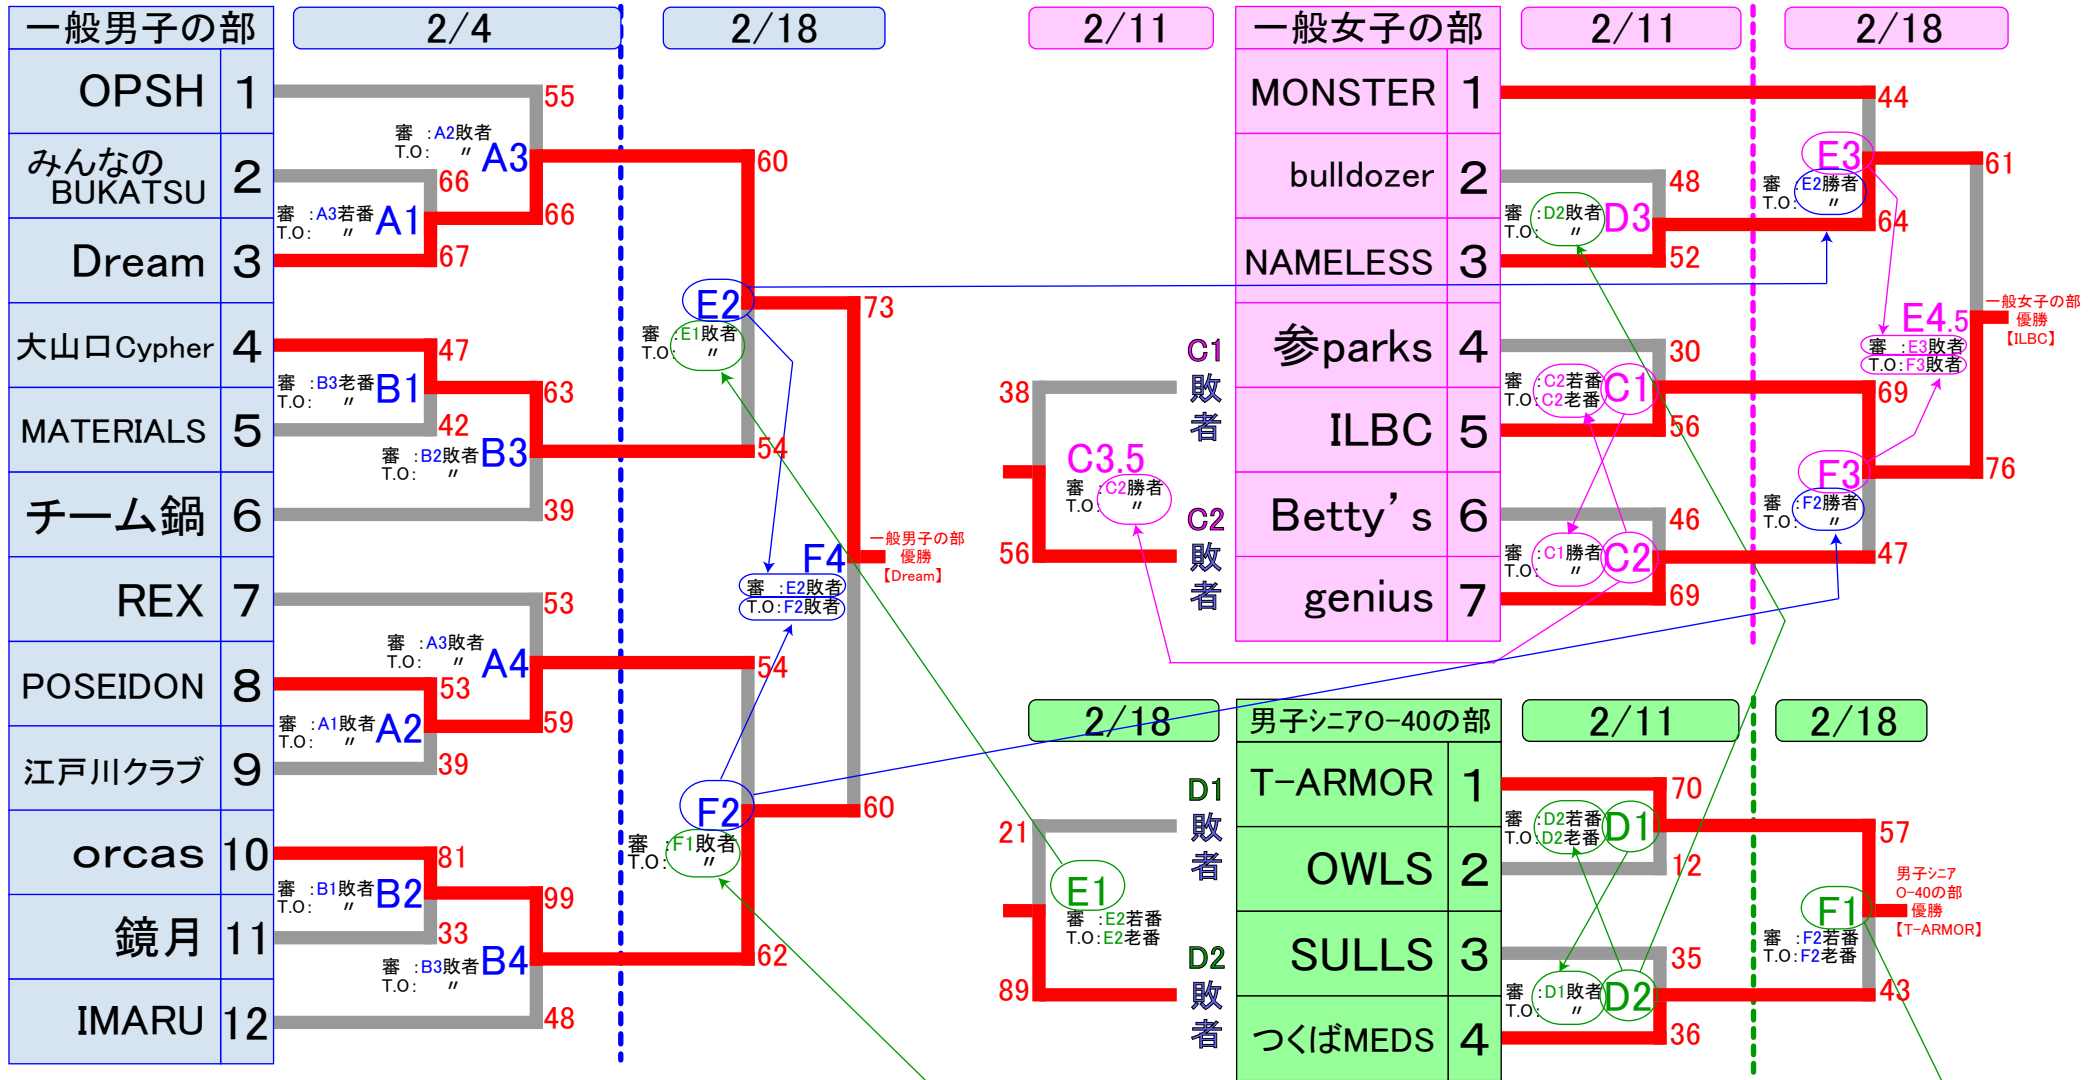 一般男子の部
2/4
2/18
OPSH 1
みんなの
BUKATSU 2
Dream 3
大山口Cypher 4
MATERIALS 5
チーム鍋 6
REX 7
POSEIDON 8
江戸川クラブ 9
orcas 10
鏡月 11
IMARU 12
55
審 :A2敗者
T.O: 〃
A3
66
審 :A3若番
T.O: 〃
A1
66
67
47
審 :B3老番
T.O: 〃
B1
63
42
審 :B2敗者
T.O: 〃
B3
39
53
審 :A3敗者
T.O: 〃
A4
53
59
審 :A1敗者
T.O: 〃
A2
39
81
審 :B1敗者
T.O: 〃
B2
99
33
審 :B3敗者
T.O: 〃
B4
48
60
E2
審 :E1敗者
T.O: 〃
54
73
F4
審 :E2敗者
T.O:F2敗者
一般男子の部
優勝
【Dream】
54
F2
審 :F1敗者
T.O: 〃
60
62
2/11
一般女子の部
2/11
2/18
MONSTER 1
bulldozer 2
NAMELESS 3
参parks 4
ILBC 5
Betty’s 6
genius 7
C1
敗
者
38
C3.5
審 :C2勝者
T.O: 〃
C2
敗
者
56
48
審 :D2敗者
T.O: 〃
D3
52
30
審 :C2若番
T.O:C2老番
C1
56
46
審 :C1勝者
T.O: 〃
C2
69
44
E3
審 :E2勝者
T.O: 〃
64
61
E4.5
審 :E3敗者
T.O:F3敗者
一般女子の部
優勝
【ILBC】
69
F3
審 :F2勝者
T.O: 〃
76
47
2/18
男子シニアO-40の部
2/11
2/18
T-ARMOR 1
OWLS 2
SULLS 3
つくばMEDS 4
D1
敗
者
21
E1
審 :E2若番
T.O:E2老番
D2
敗
者
89
70
審 :D2若番
T.O:D2老番
D1
12
35
審 :D1敗者
T.O: 〃
D2
36
57
F1
審 :F2若番
T.O:F2老番
男子シニア
O-40の部
優勝
【T-ARMOR】
43